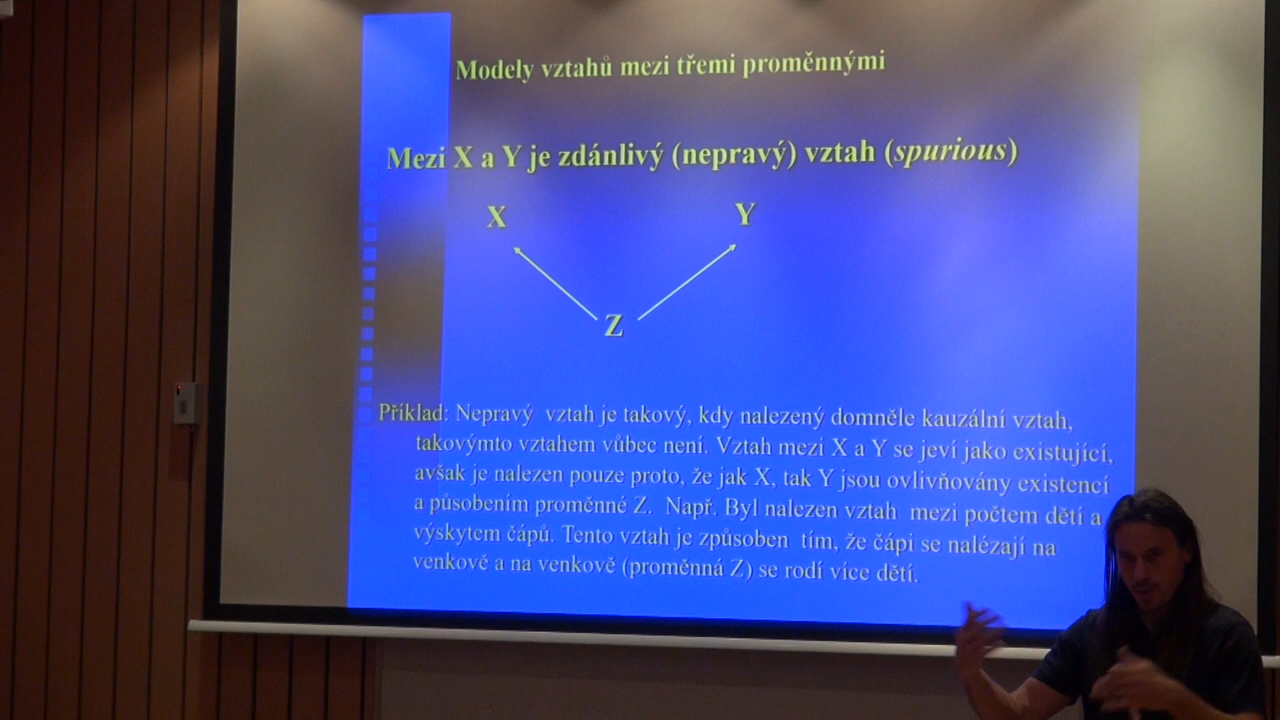 Modely vztahů mezi třemi proměnnými
Mezi X a Y je zdánlivý (nepravý) vztah (spurious)
X Y
Z
Příklad: Nepravý vztah je takový, kdy nalezený domněle kauzální vztah,
takovýmto vztahem vůbec není. Vztah mezi X a Y se jeví jako existující,
avšak je nalezen pouze proto, že jak X, tak Y jsou ovlivňovány existencí
a působením proměnné Z. Např. Byl nalezen vztah mezi počtem dětí a
výskytem čápů. Tento vztah je způsoben tím, že čápi se nalézají na
venkově a na venkově (proměnná Z) se rodí více dětí.